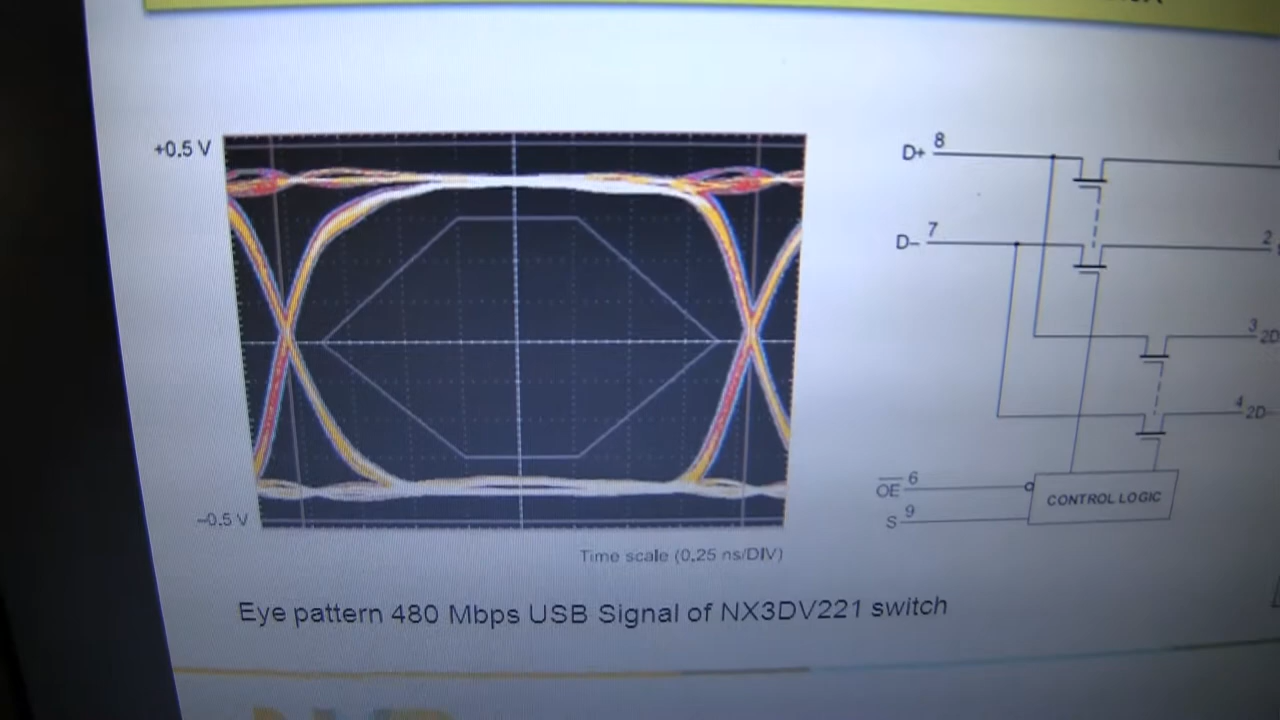 +0.5 V
–0.5 V
Time scale (0.25 ns/DIV)
Eye pattern 480 Mbps USB Signal of NX3DV221 switch
D+ 8
D– 7
2
3
2D
4
2D–
OE 6
S 9
CONTROL LOGIC